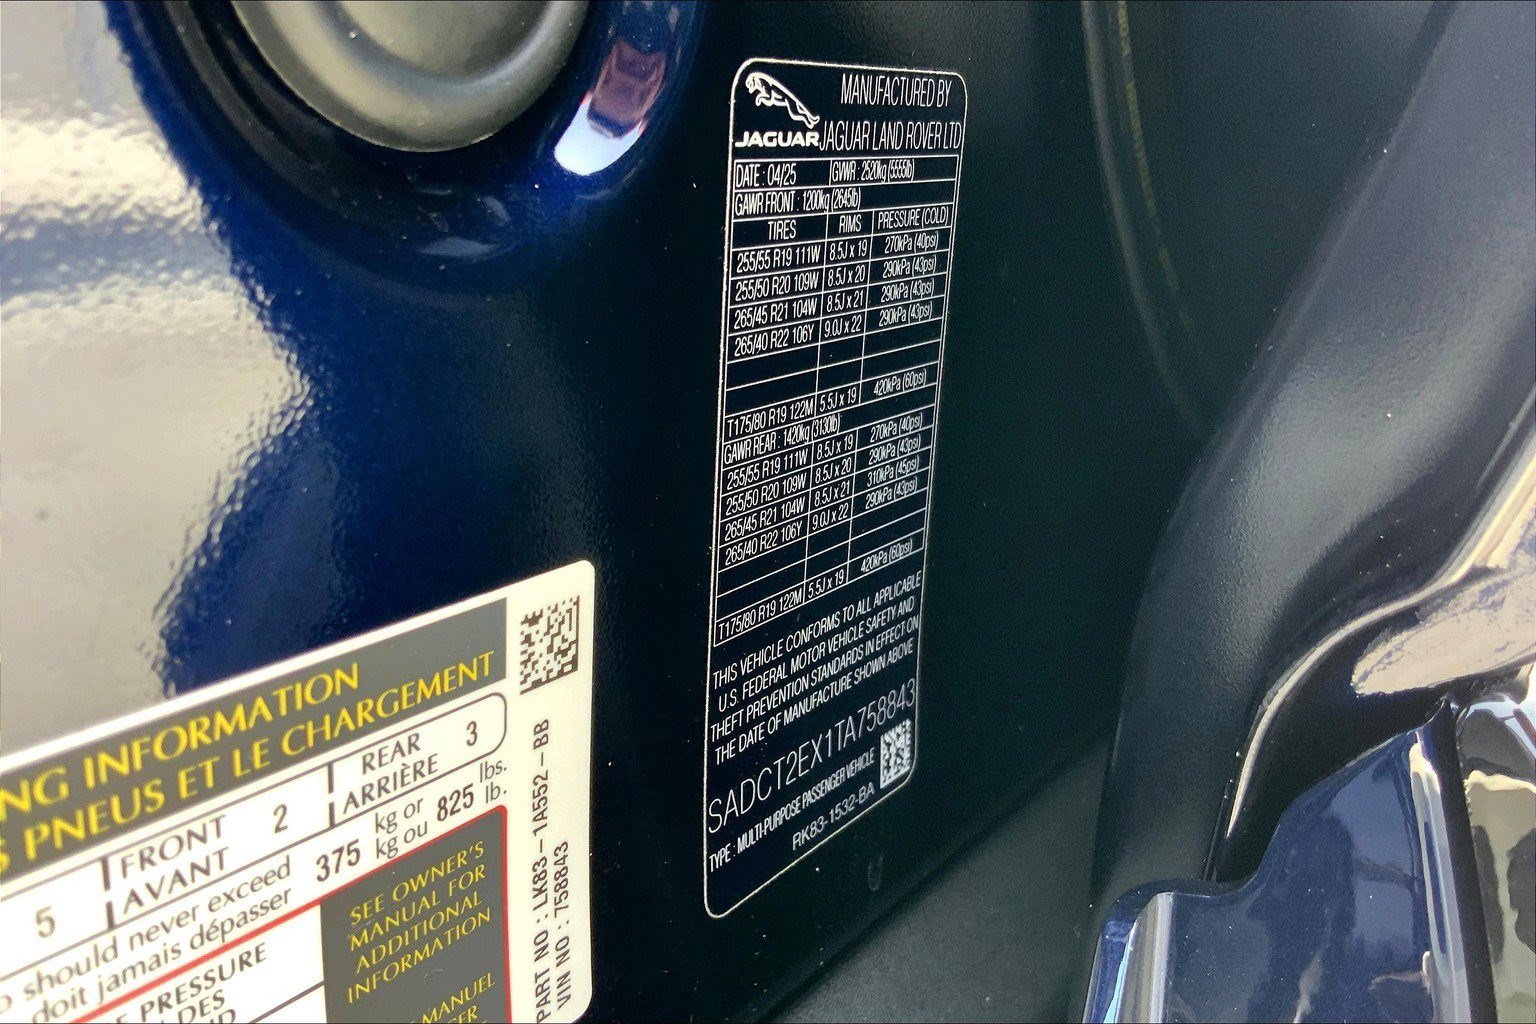 JAGUAR
MANUFACTURED BY
JAGUAR LAND ROVER LTD
DATE : 04/25 GVWR : 2520kg (5555lb)
GAWR FRONT : 1200kg (2645lb)
TIRES RIMS PRESSURE (COLD)
255/55 R19 111W 8.5J x 19 270kPa (40psi)
255/50 R20 109W 8.5J x 20 290kPa (43psi)
265/45 R21 104W 8.5J x 21 290kPa (43psi)
265/40 R22 106Y 9.0J x 22 290kPa (43psi)
T175/80 R19 122M 5.5J x 19 420kPa (60psi)
GAWR REAR : 1420kg (3130lb)
255/55 R19 111W 8.5J x 19 270kPa (40psi)
255/50 R20 109W 8.5J x 20 290kPa (43psi)
265/45 R21 104W 8.5J x 21 310kPa (45psi)
265/40 R22 106Y 9.0J x 22 290kPa (43psi)
T175/80 R19 122M 5.5J x 19 420kPa (60psi)
THIS VEHICLE CONFORMS TO ALL APPLICABLE
U.S. FEDERAL MOTOR VEHICLE SAFETY AND
THEFT PREVENTION STANDARDS IN EFFECT ON
THE DATE OF MANUFACTURE SHOWN ABOVE
SADCT2EX1TA758843
TYPE : MULTI-PURPOSE PASSENGER VEHICLE
RK83-1532-BA
NG INFORMATION
S PNEUS ET LE CHARGEMENT
5 FRONT 2 REAR 3
AVANT ARRIÈRE
should never exceed 375 kg or 825 lbs.
doit jamais dépasser kg ou lb.
PRESSURE
DES
SEE OWNER'S
MANUAL FOR
ADDITIONAL
INFORMATION
MANUEL
PART NO : LK83-1A552-BB
VIN NO : 758843